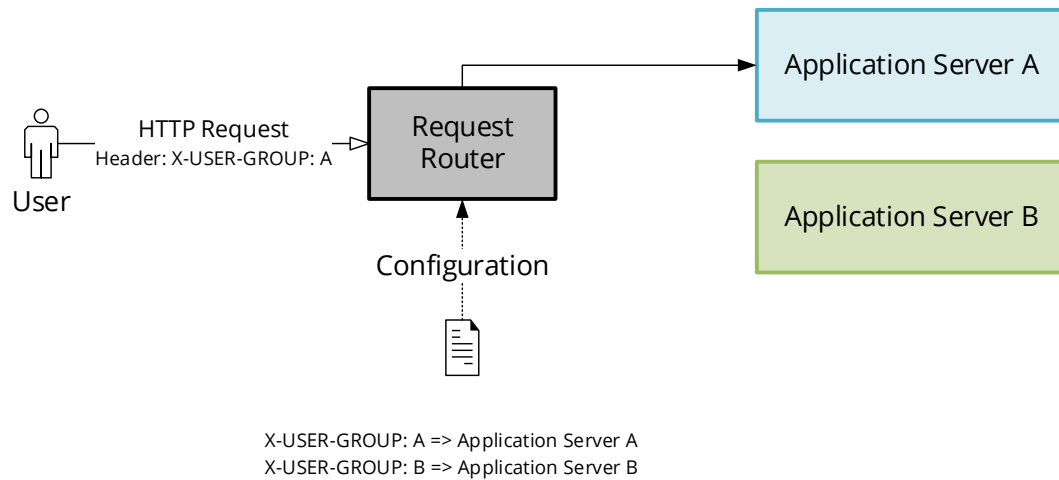 Application Server A
HTTP Request
Header: X-USER-GROUP: A
User
Request
Router
Application Server B
Configuration
X-USER-GROUP: A => Application Server A
X-USER-GROUP: B => Application Server B